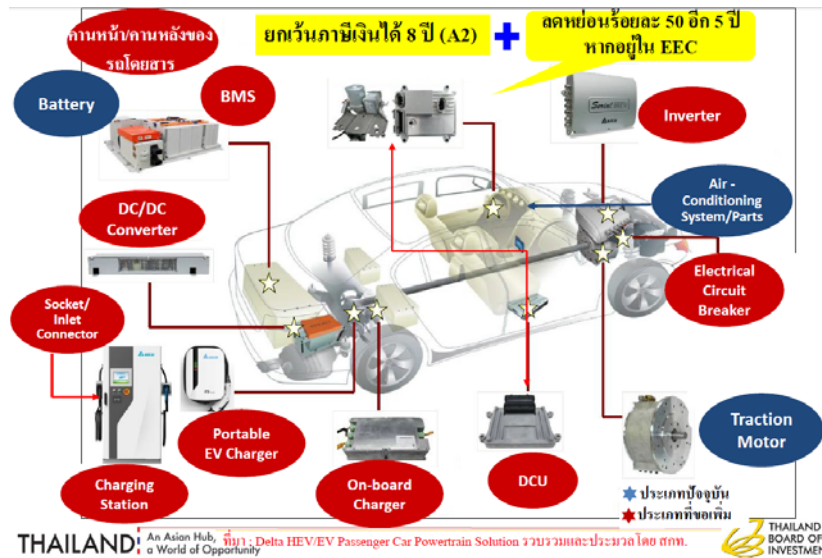 คานหน้า/คานหลังของ
รถโดยสาร
ยกเว้นภาษีเงินได้ 8 ปี (A2)
ลดหย่อนร้อยละ 50 อีก 5 ปี
หากอยู่ใน EEC
Battery
BMS
Inverter
DC/DC
Converter
Air -
Conditioning
System/Parts
Electrical
Circuit
Breaker
Socket/
Inlet
Connector
Portable
EV Charger
Charging
Station
On-board
Charger
DCU
Traction
Motor
ประเภทปัจจุบัน
ประเภทที่ขอเพิ่ม
THAILAND
An Asian Hub,
a World of Opportunity
ที่มา : Delta HEV/EV Passenger Car Powertrain Solution รวบรวมและประมวลโดย สกท.
THAILAND
BOARD OF
INVESTME